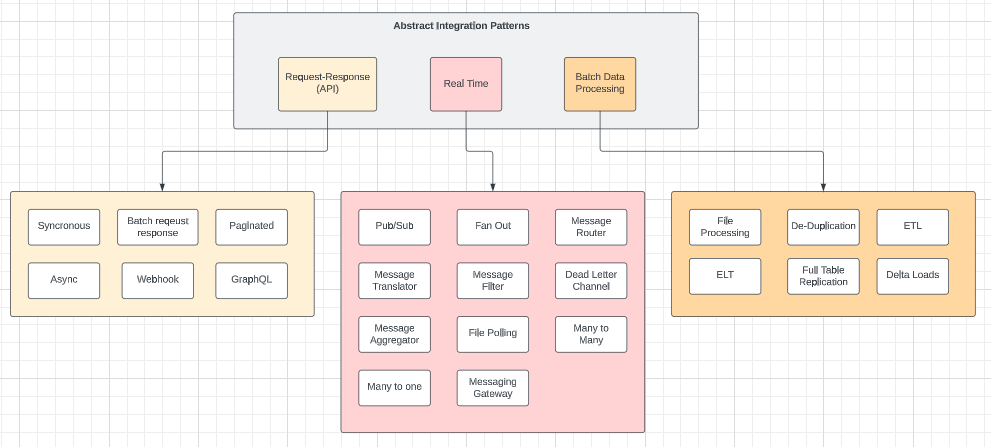 Abstract Integration Patterns
Request-Response
(API)
Real Time
Batch Data
Processing
Syncronous
Batch reqeust
response
Paginated
Async
Webhook
GraphQL
Pub/Sub
Fan Out
Message
Router
Message
Translator
Message
Filter
Dead Letter
Channel
Message
Aggregator
File Polling
Many to
Many
Many to one
Messaging
Gateway
File
Processing
De-Duplication
ETL
ELT
Full Table
Replication
Delta Loads